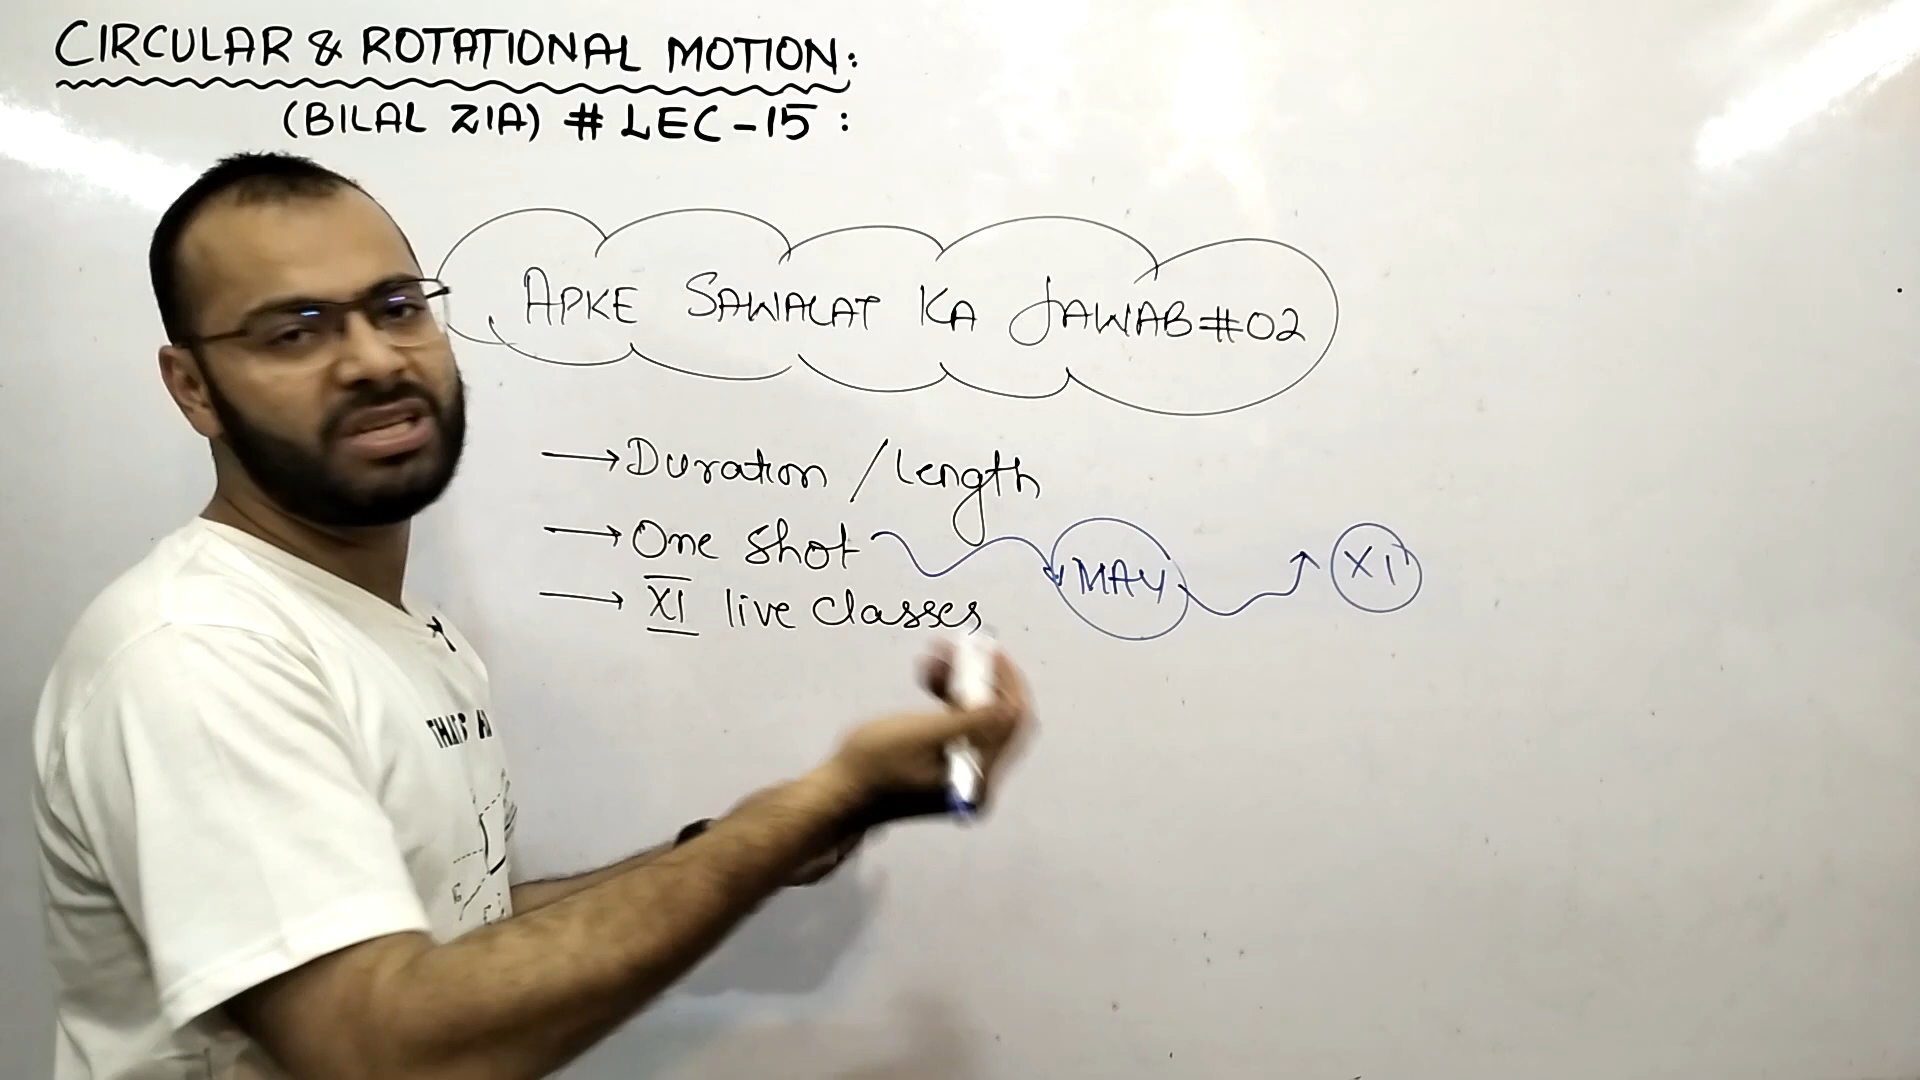 CIRCULAR & ROTATIONAL MOTION:
(BILAL ZIA) # LEC-15 :
APKE SAWALAT KA JAWAB#02
→ Duration / Length
→ One shot MAY XI
→ XI live classes
THAT'S